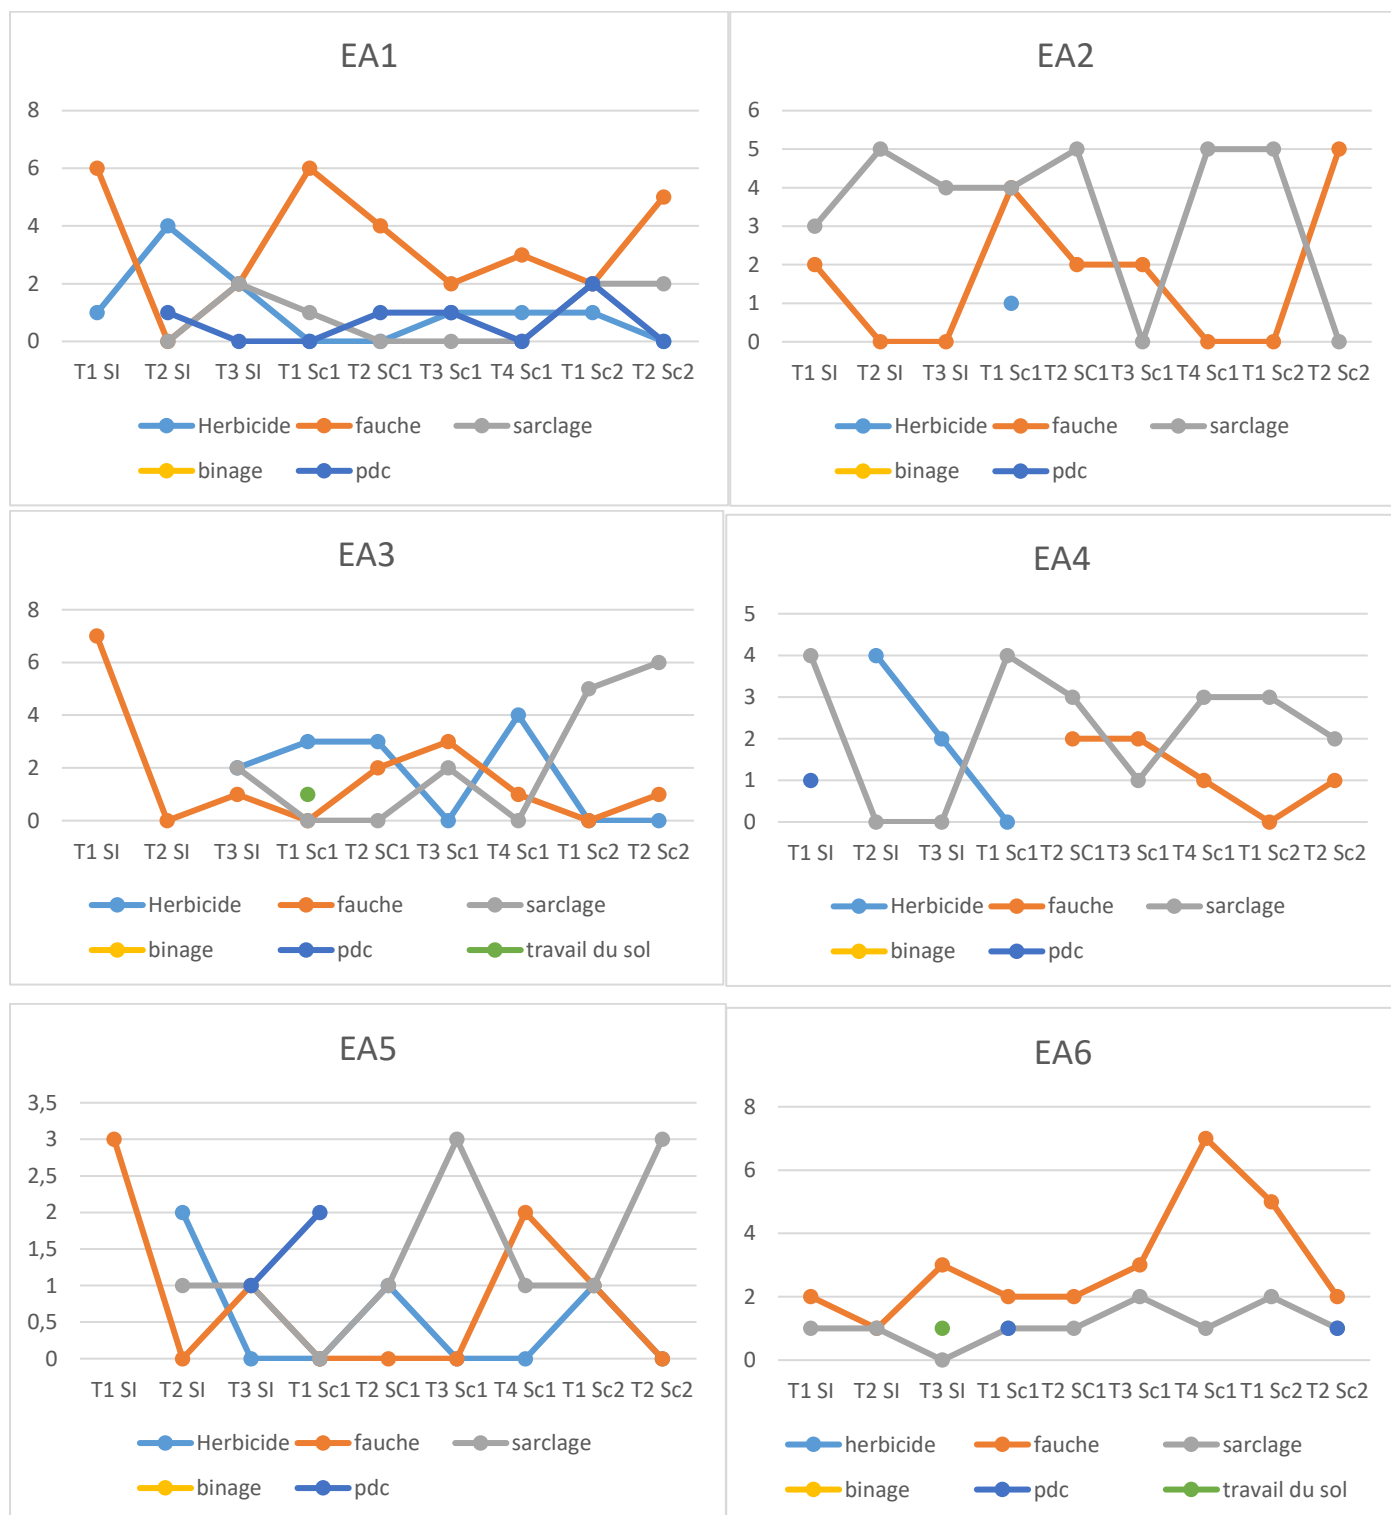 EA1
8
6
4
2
0
T1 SI T2 SI T3 SI T1 Sc1 T2 SC1 T3 Sc1 T4 Sc1 T1 Sc2 T2 Sc2
Herbicide fauche sarclage
binage pdc
EA2
6
5
4
3
2
1
0
T1 SI T2 SI T3 SI T1 Sc1 T2 SC1 T3 Sc1 T4 Sc1 T1 Sc2 T2 Sc2
Herbicide fauche sarclage
binage pdc
EA3
8
6
4
2
0
T1 SI T2 SI T3 SI T1 Sc1 T2 SC1 T3 Sc1 T4 Sc1 T1 Sc2 T2 Sc2
Herbicide fauche sarclage
binage pdc travail du sol
EA4
5
4
3
2
1
0
T1 SI T2 SI T3 SI T1 Sc1 T2 SC1 T3 Sc1 T4 Sc1 T1 Sc2 T2 Sc2
Herbicide fauche sarclage
binage pdc
EA5
3,5
3
2,5
2
1,5
1
0,5
0
T1 SI T2 SI T3 SI T1 Sc1 T2 SC1 T3 Sc1 T4 Sc1 T1 Sc2 T2 Sc2
Herbicide fauche sarclage
binage pdc
EA6
8
6
4
2
0
T1 SI T2 SI T3 SI T1 Sc1 T2 SC1 T3 Sc1 T4 Sc1 T1 Sc2 T2 Sc2
herbicide fauche sarclage
binage pdc travail du sol